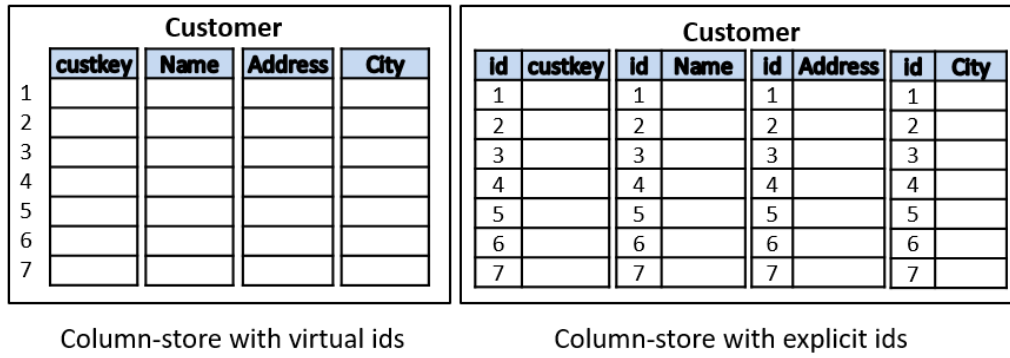 Customer
custkey Name Address City
1
2
3
4
5
6
7
Column-store with virtual ids
Customer
id custkey id Name id Address id City
1 1 1 1
2 2 2 2
3 3 3 3
4 4 4 4
5 5 5 5
6 6 6 6
7 7 7 7
Column-store with explicit ids